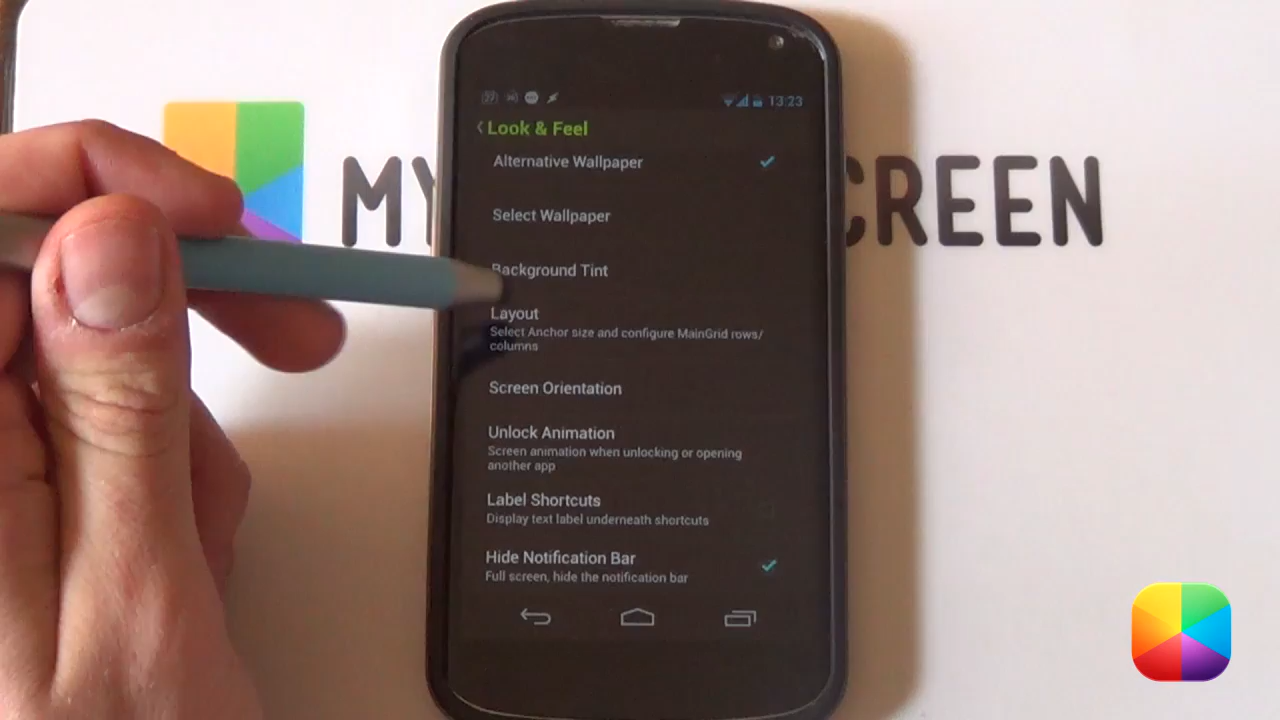 13:23
Look & Feel
Alternative Wallpaper
Select Wallpaper
Background Tint
Layout
Select Anchor size and configure MainGrid rows/
columns
Screen Orientation
Unlock Animation
Screen animation when unlocking or opening
another app
Label Shortcuts
Display text label underneath shortcuts
Hide Notification Bar
Full screen, hide the notification bar
MY CREEN